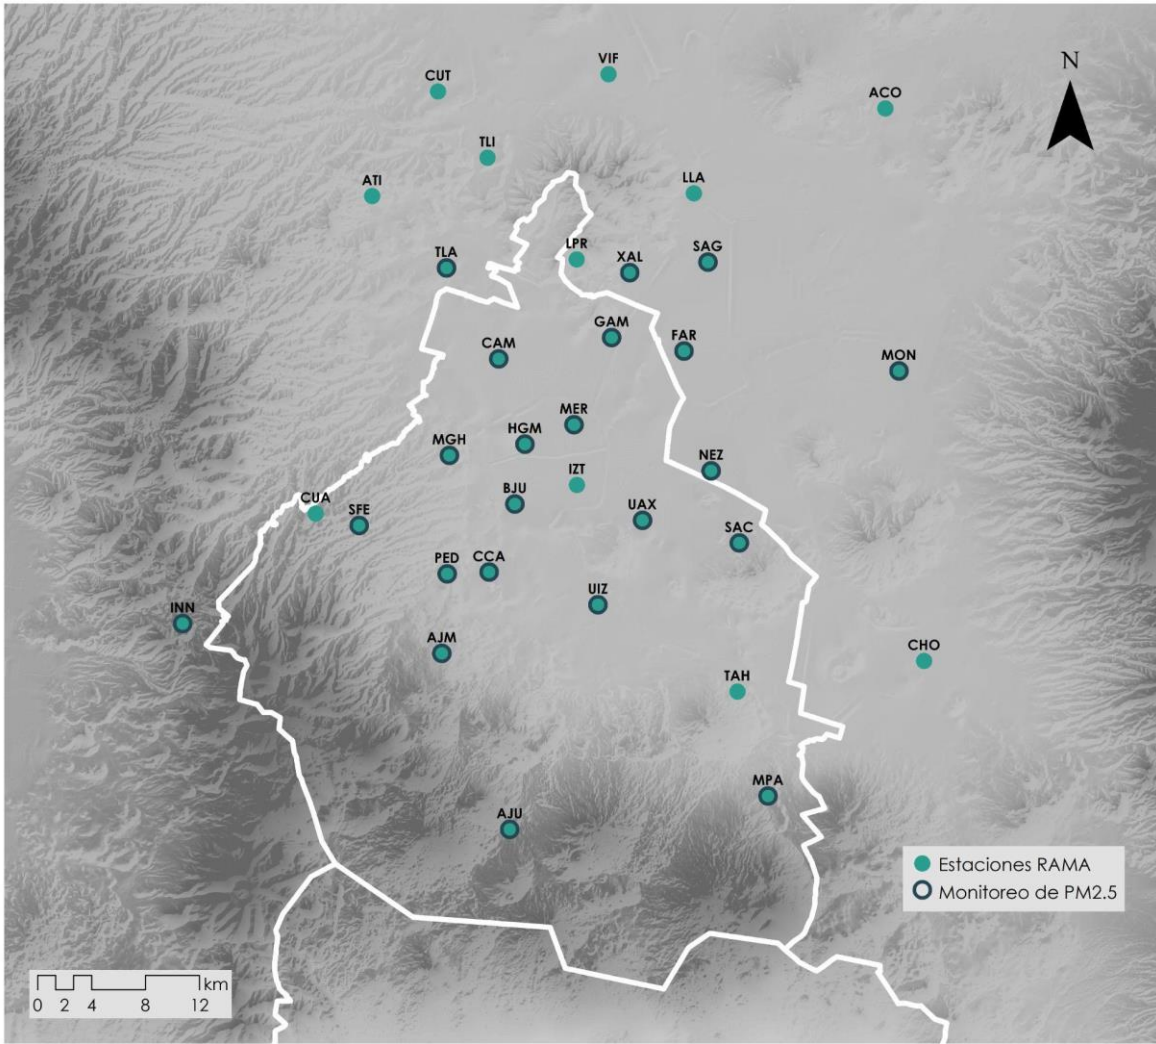 VIF
CUT
N
ACO
TLI
ATI
LLA
LPR
TLA
XAL
SAG
GAM
CAM
FAR
MON
MER
HGM
MGH
NEZ
IZT
CUA
SFE
BJU
UAX
SAC
PED
CCA
UIZ
INN
AJM
CHO
TAH
MPA
AJU
Estaciones RAMA
Monitoreo de PM2.5
km
0 2 4 8 12